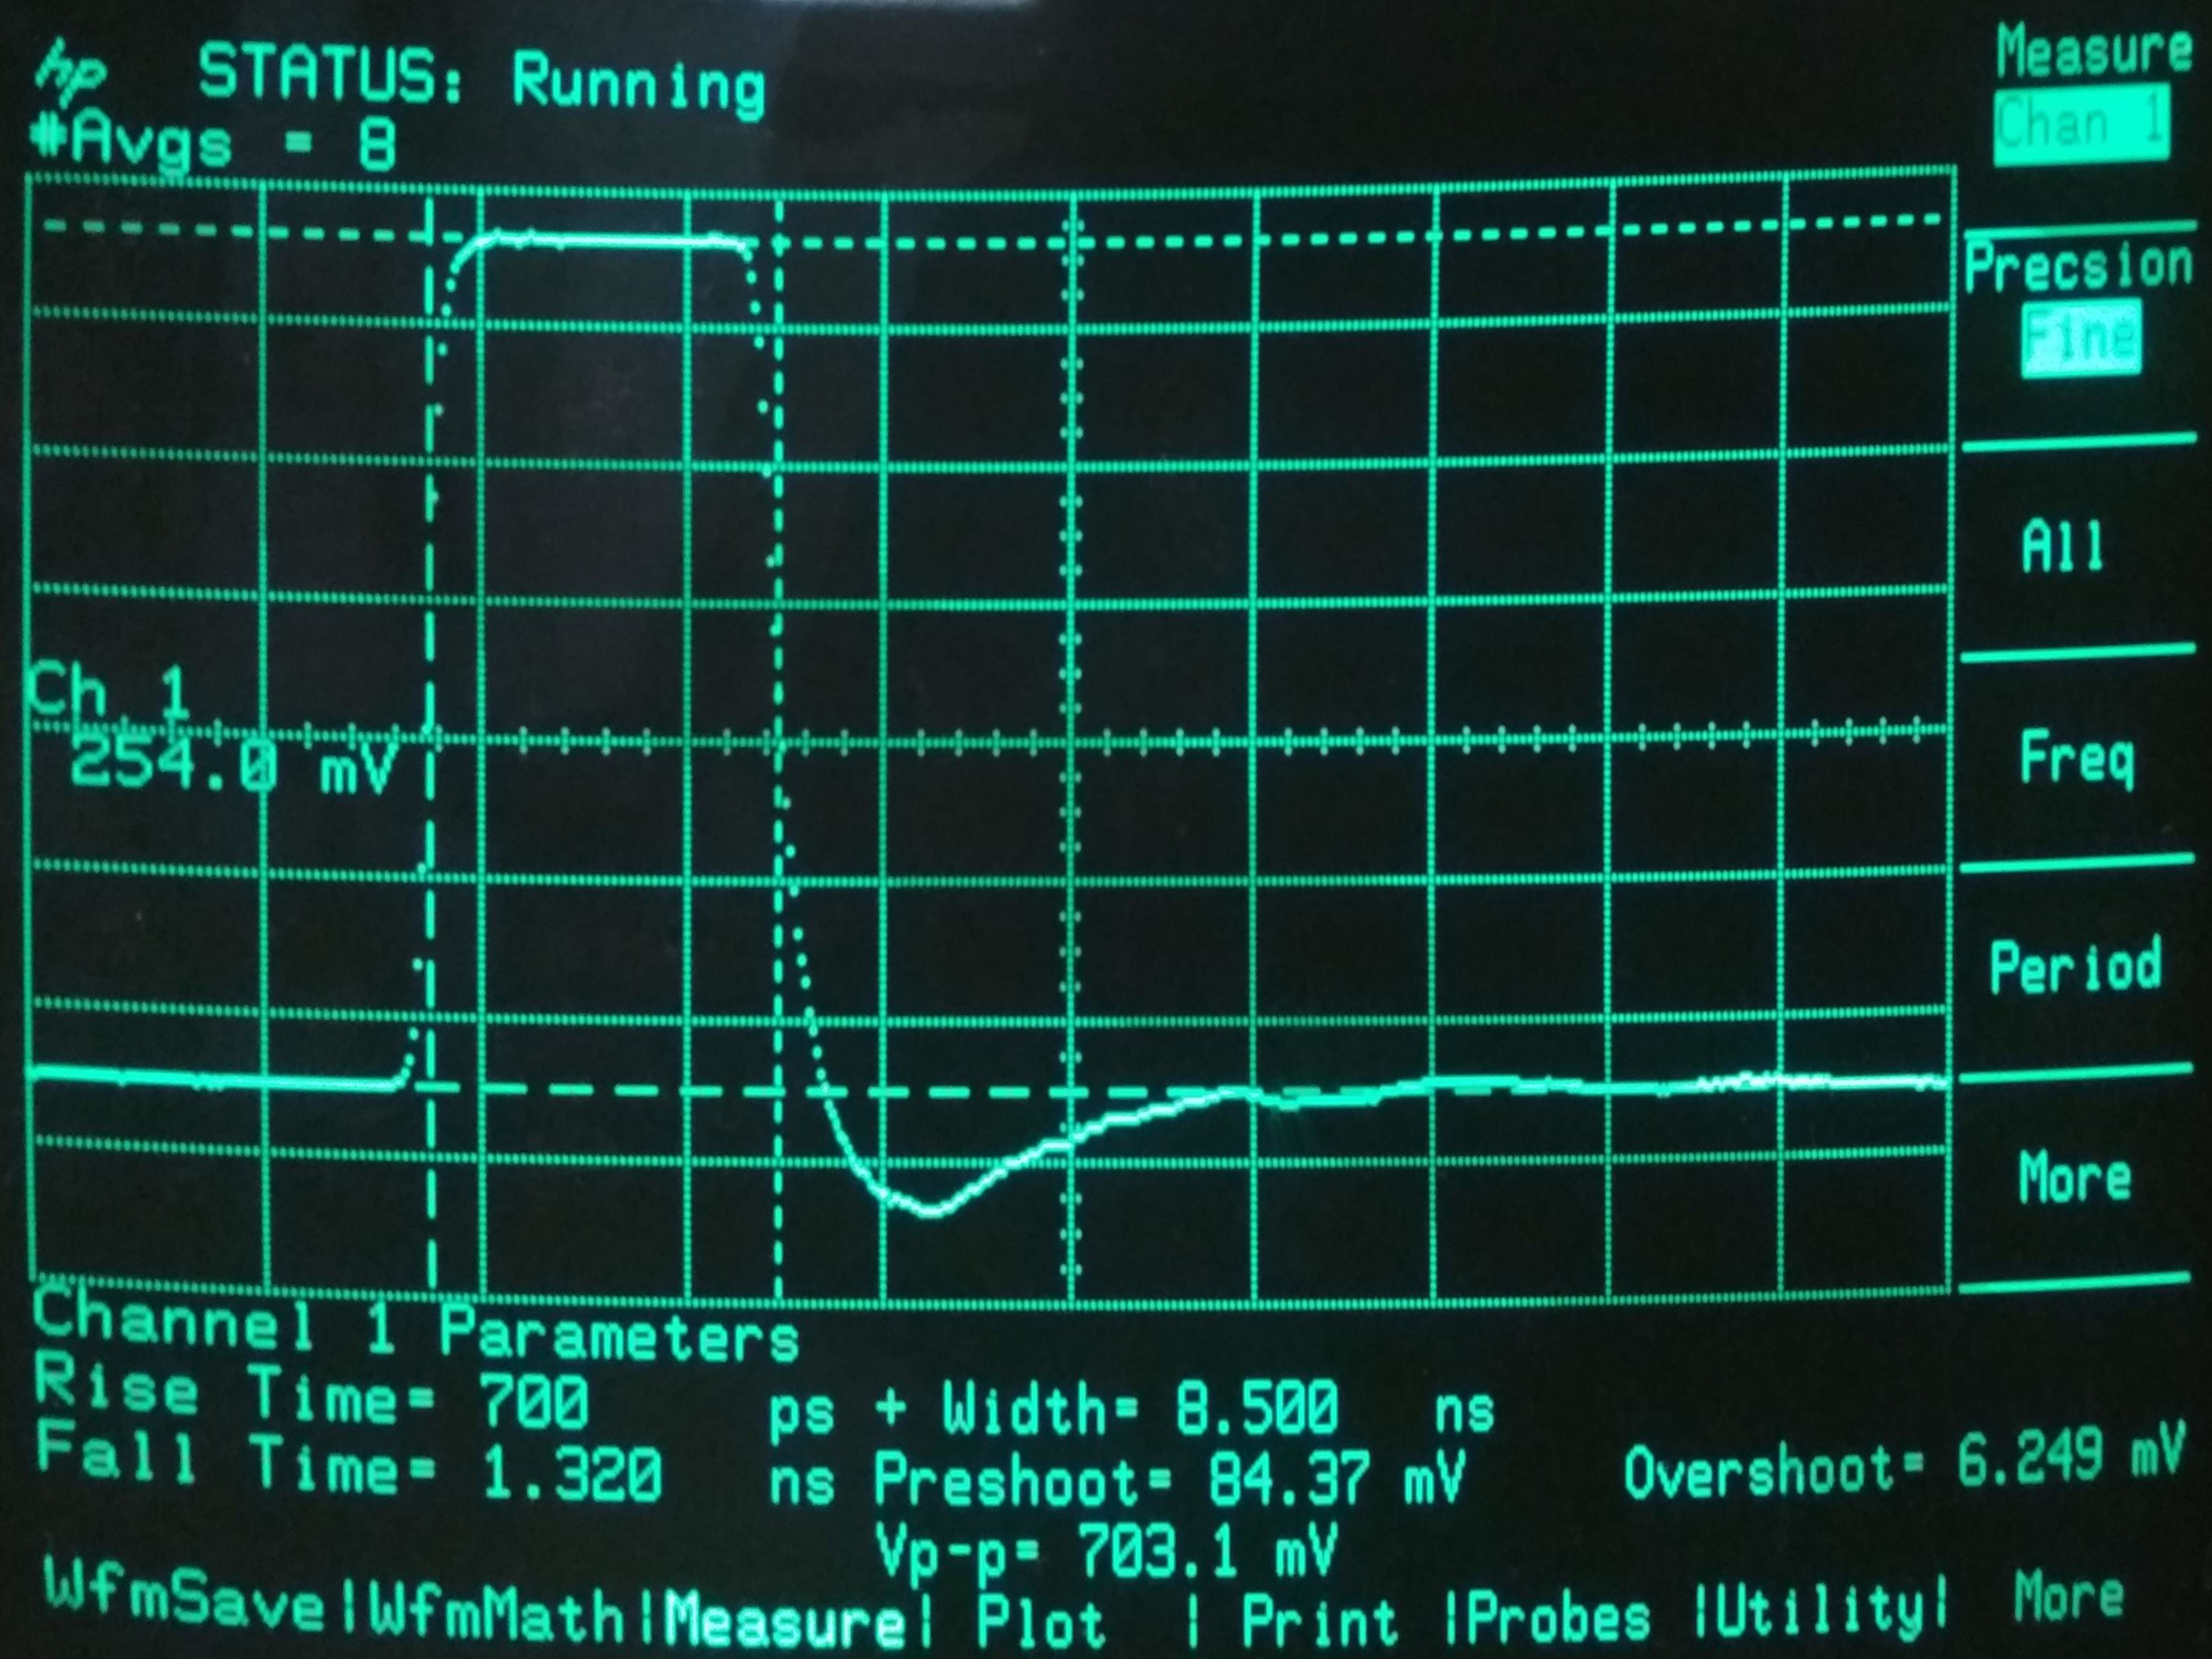 hp STATUS: Running
#Avgs = 8
Measure
Chan 1
Precsion
Fine
All
Freq
Period
More
Ch 1
254.0 mV
Channel 1 Parameters
Rise Time= 700 ps + Width= 8.500 ns
Fall Time= 1.320 ns Preshoot= 84.37 mV Overshoot= 6.249 mV
Vp-p= 703.1 mV
WfmSave|WfmMath|Measure| Plot | Print |Probes |Utility| More